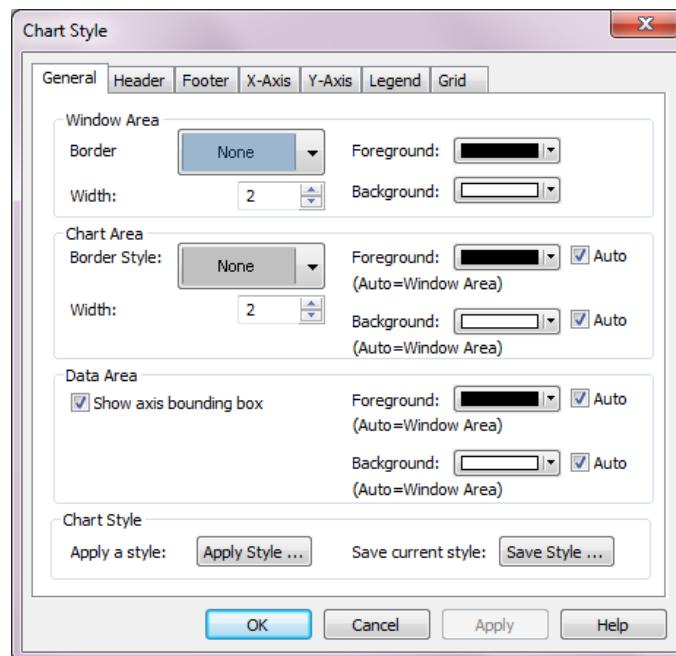 Chart Style
General Header Footer X-Axis Y-Axis Legend Grid
Window Area
Border None Foreground:
Width: 2 Background:
Chart Area
Border Style: None Foreground: Auto
(Auto=Window Area)
Width: 2 Background: Auto
(Auto=Window Area)
Data Area
Show axis bounding box Foreground: Auto
(Auto=Window Area)
Background: Auto
(Auto=Window Area)
Chart Style
Apply a style: Apply Style ... Save current style: Save Style ...
OK Cancel Apply Help